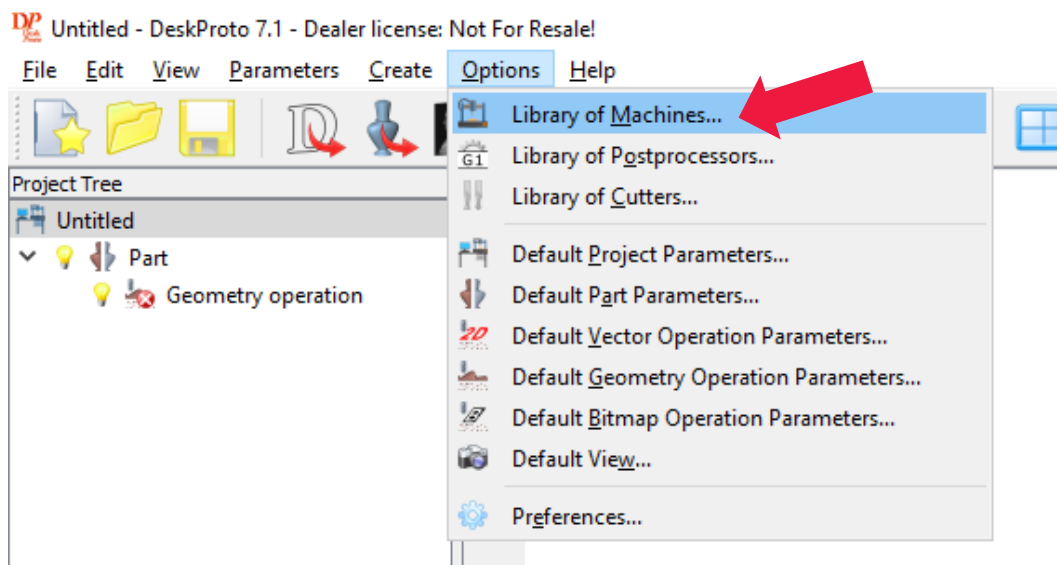 Untitled - DeskProto 7.1 - Dealer license: Not For Resale!
File Edit View Parameters Create Options Help
Library of Machines...
Library of Postprocessors...
Library of Cutters...
Default Project Parameters...
Default Part Parameters...
Default Vector Operation Parameters...
Default Geometry Operation Parameters...
Default Bitmap Operation Parameters...
Default View...
Preferences...
Project Tree
Untitled
Part
Geometry operation
DP
G1
2D
D